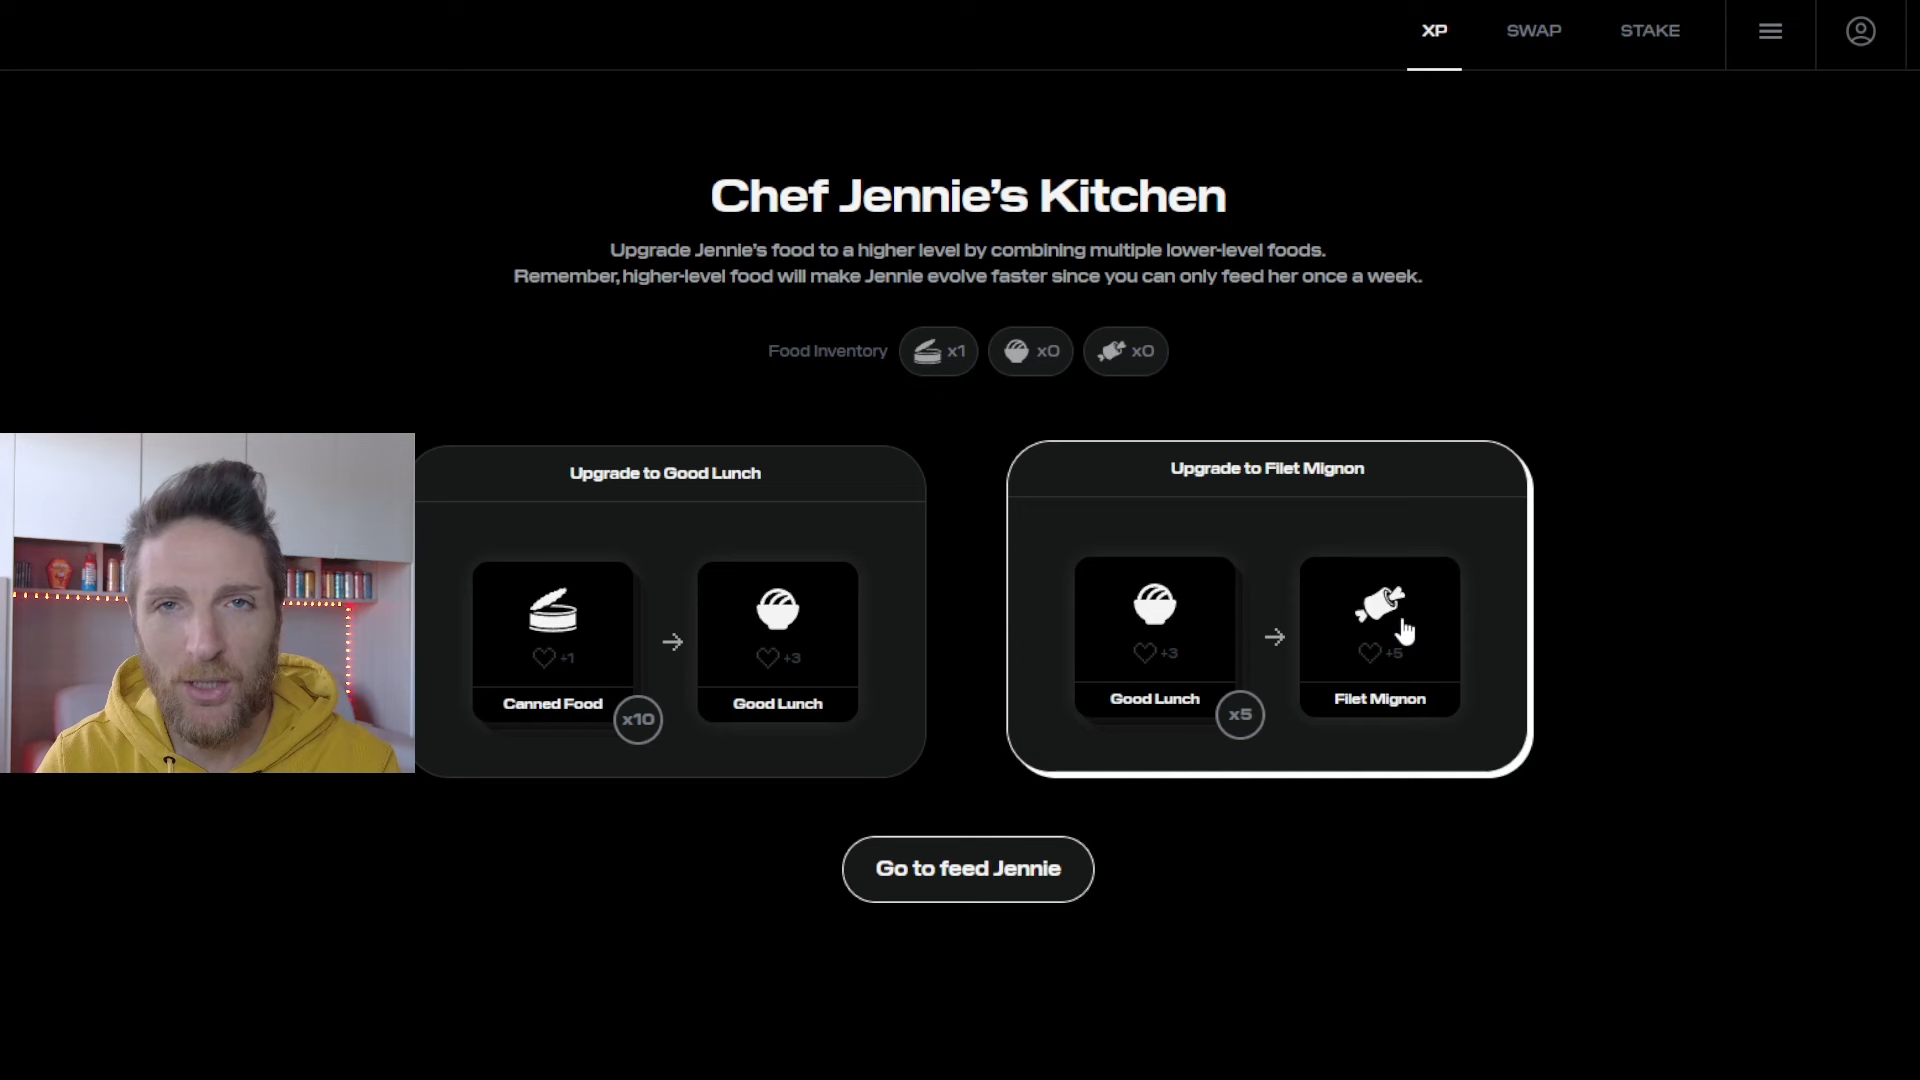 XP
SWAP
STAKE
Chef Jennie's Kitchen
Upgrade Jennie's food to a higher level by combining multiple lower-level foods.
Remember, higher-level food will make Jennie evolve faster since you can only feed her once a week.
Food Inventory
x1
x0
x0
Upgrade to Good Lunch
+1
Canned Food
x10
+3
Good Lunch
Upgrade to Filet Mignon
+3
Good Lunch
x5
+5
Filet Mignon
Go to feed Jennie